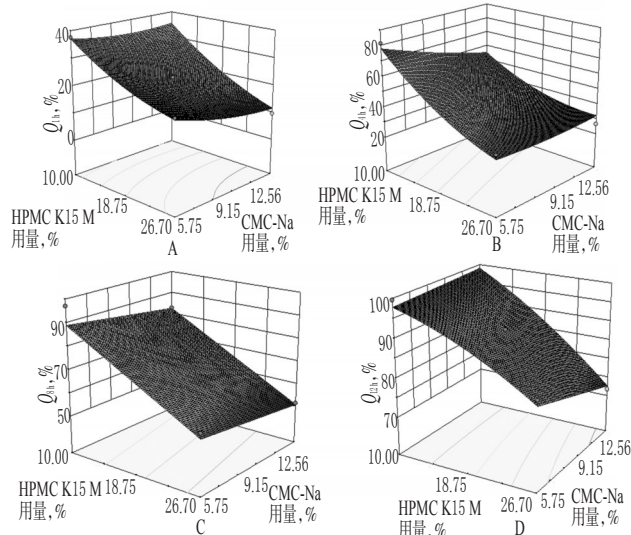 40
20
0
Q1 h, %
10.00
18.75
26.70
5.75
9.15
12.56
HPMC K15 M
用量, %
CMC-Na
用量, %
A
80
60
40
20
10.00
18.75
26.70
5.75
9.15
12.56
HPMC K15 M
用量, %
CMC-Na
用量, %
B
90
70
50
Q8 h, %
10.00
18.75
26.70
5.75
9.15
12.56
HPMC K15 M
用量, %
CMC-Na
用量, %
C
100
90
80
70
Q12 h, %
10.00
18.75
26.70
5.75
9.15
12.56
HPMC K15 M
用量, %
CMC-Na
用量, %
D